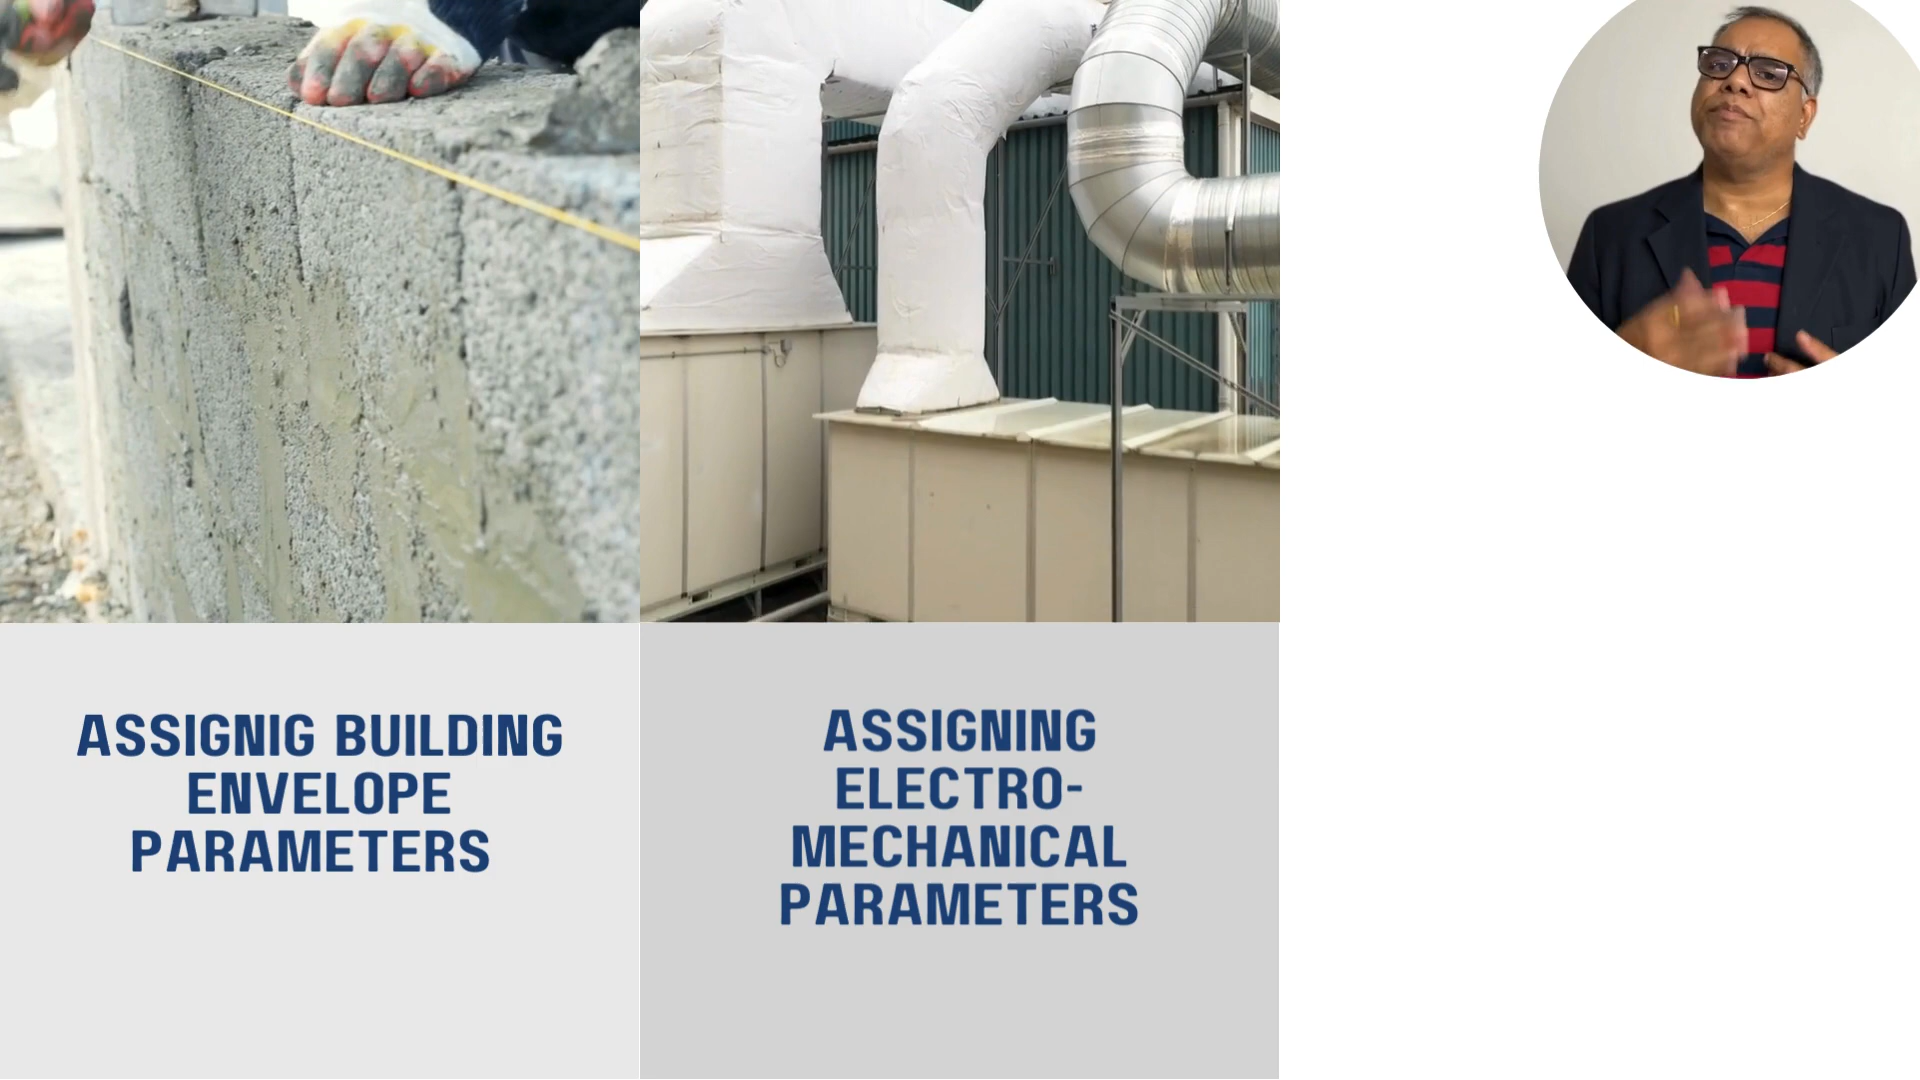 ASSIGNIG BUILDING
ENVELOPE
PARAMETERS
ASSIGNING
ELECTRO-
MECHANICAL
PARAMETERS